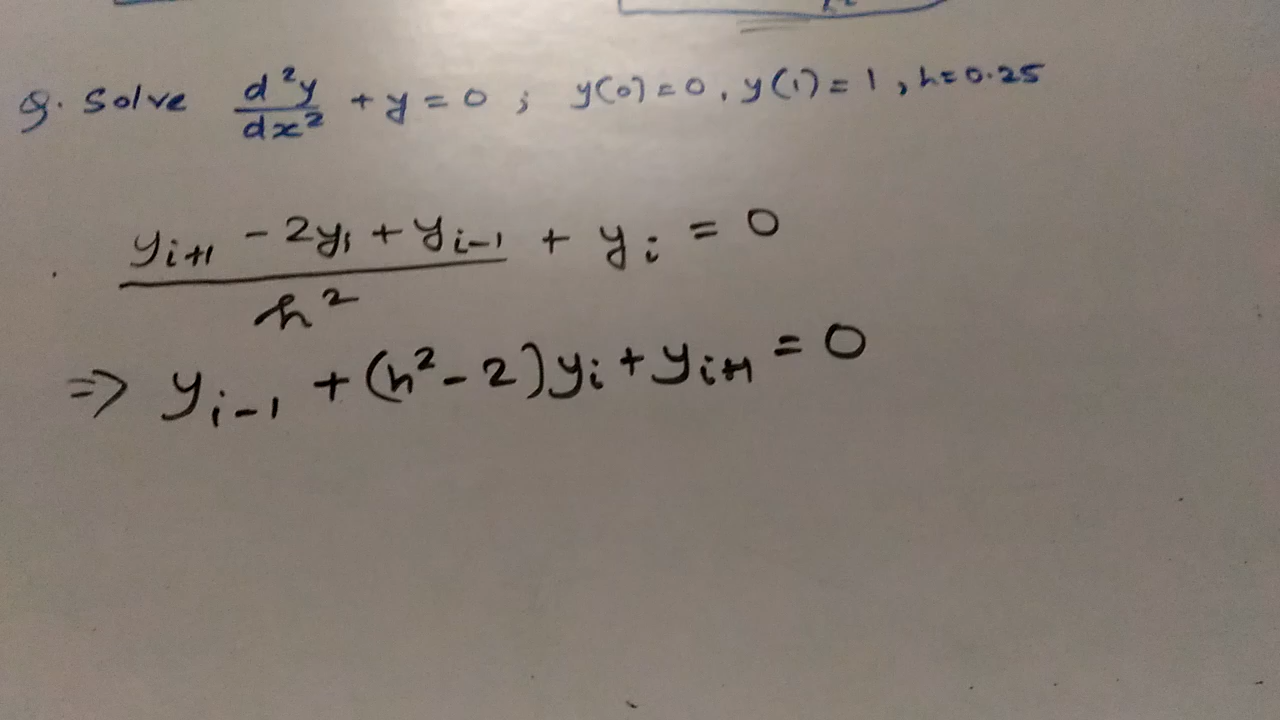 Q. Solve d²y/dx² + y = 0 ; y(0) = 0, y(1) = 1, h = 0.25
(y_{i+1} - 2y_i + y_{i-1})/h² + y_i = 0
⇒ y_{i-1} + (h² - 2)y_i + y_{i+1} = 0